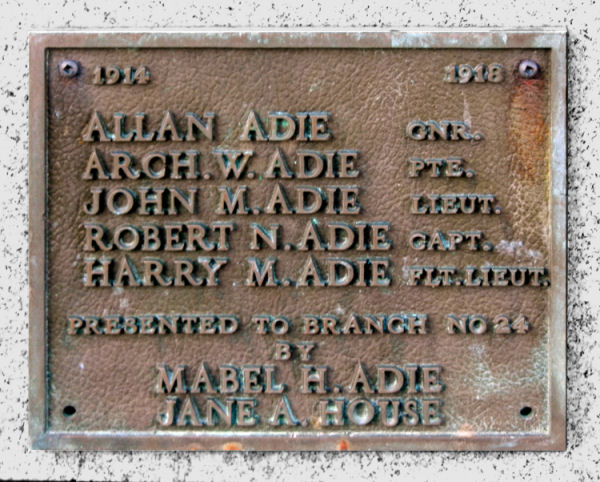 1914 1918
ALLAN ADIE GNR.
ARCH. W. ADIE PTE.
JOHN M. ADIE LIEUT.
ROBERT N. ADIE CAPT.
HARRY M. ADIE FLT. LIEUT.
PRESENTED TO BRANCH NO 24
BY
MABEL H. ADIE
JANE A. HOUSE